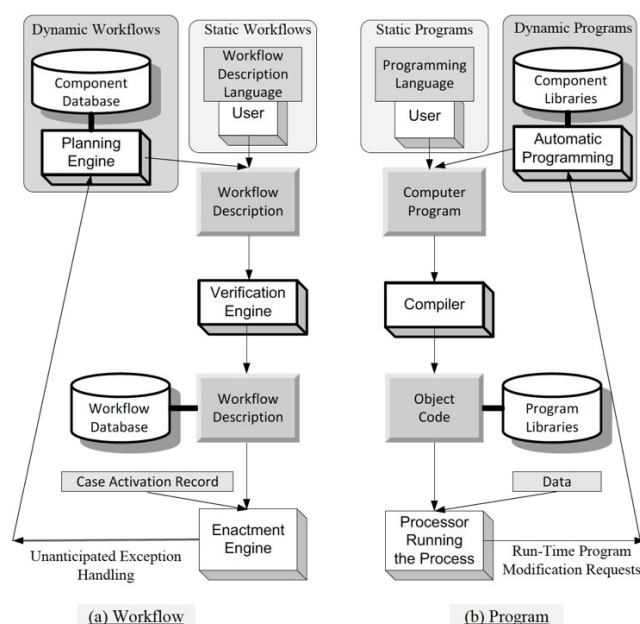 Dynamic Workflows
Component
Database
Planning
Engine
Static Workflows
Workflow
Description
Language
User
Workflow
Description
Verification
Engine
Workflow
Database
Workflow
Description
Case Activation Record
Enactment
Engine
Unanticipated Exception
Handling
(a) Workflow
Static Programs
Programming
Language
User
Dynamic Programs
Component
Libraries
Automatic
Programming
Computer
Program
Compiler
Object
Code
Program
Libraries
Data
Processor
Running
the Process
Run-Time Program
Modification Requests
(b) Program